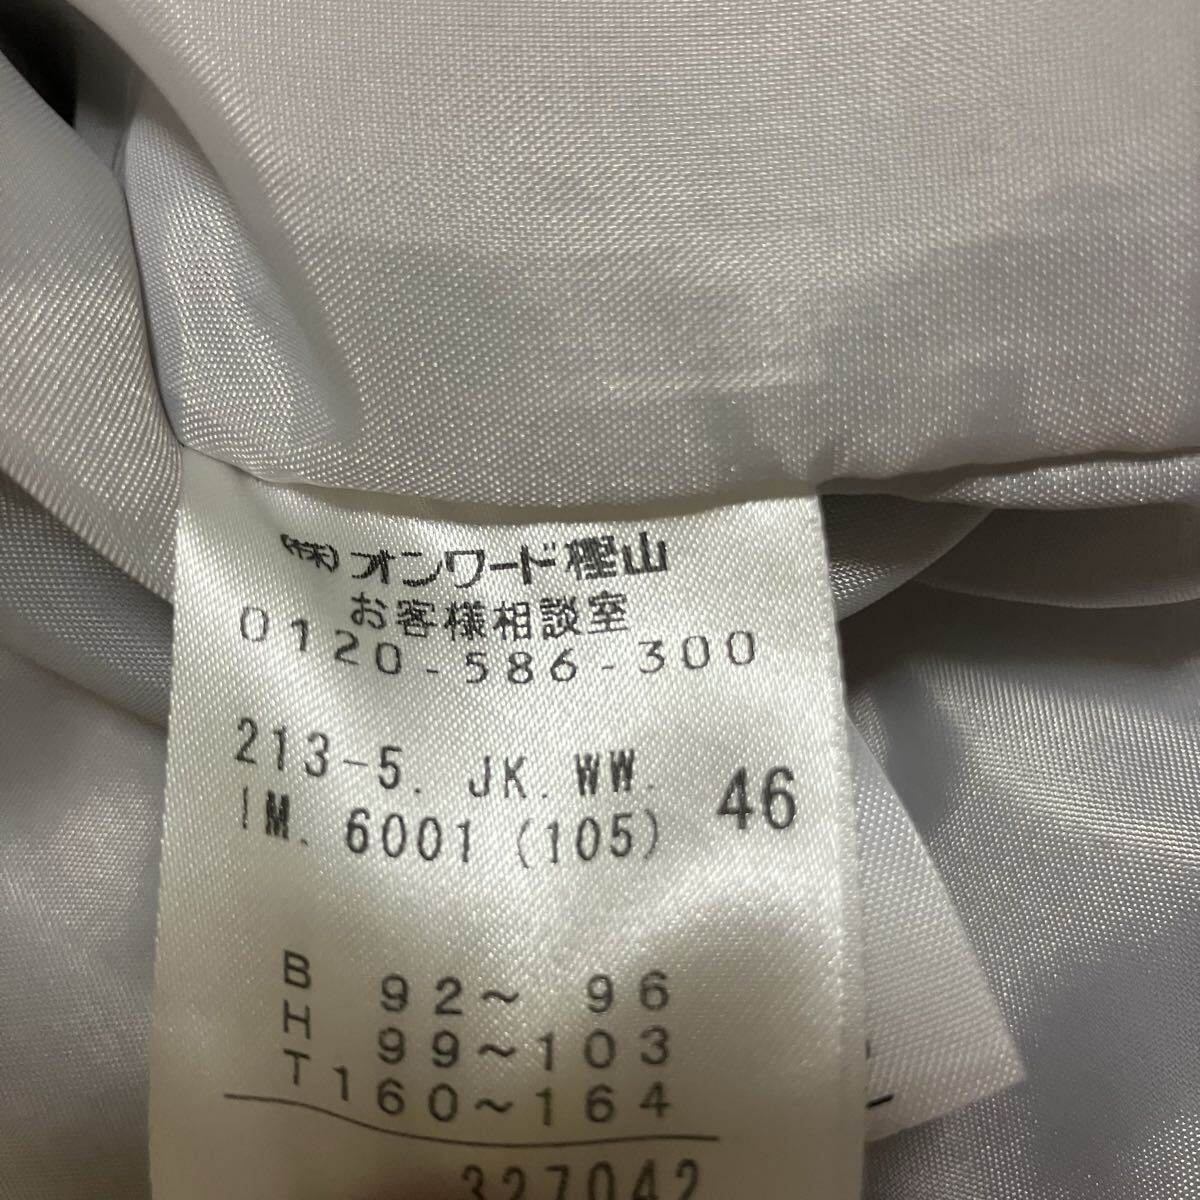 (株)オンワード樫山
お客様相談室
0120-586-300
213-5. JK. WW.
IM. 6001 (105) 46
B 92～ 96
H 99～103
T160～164
327042